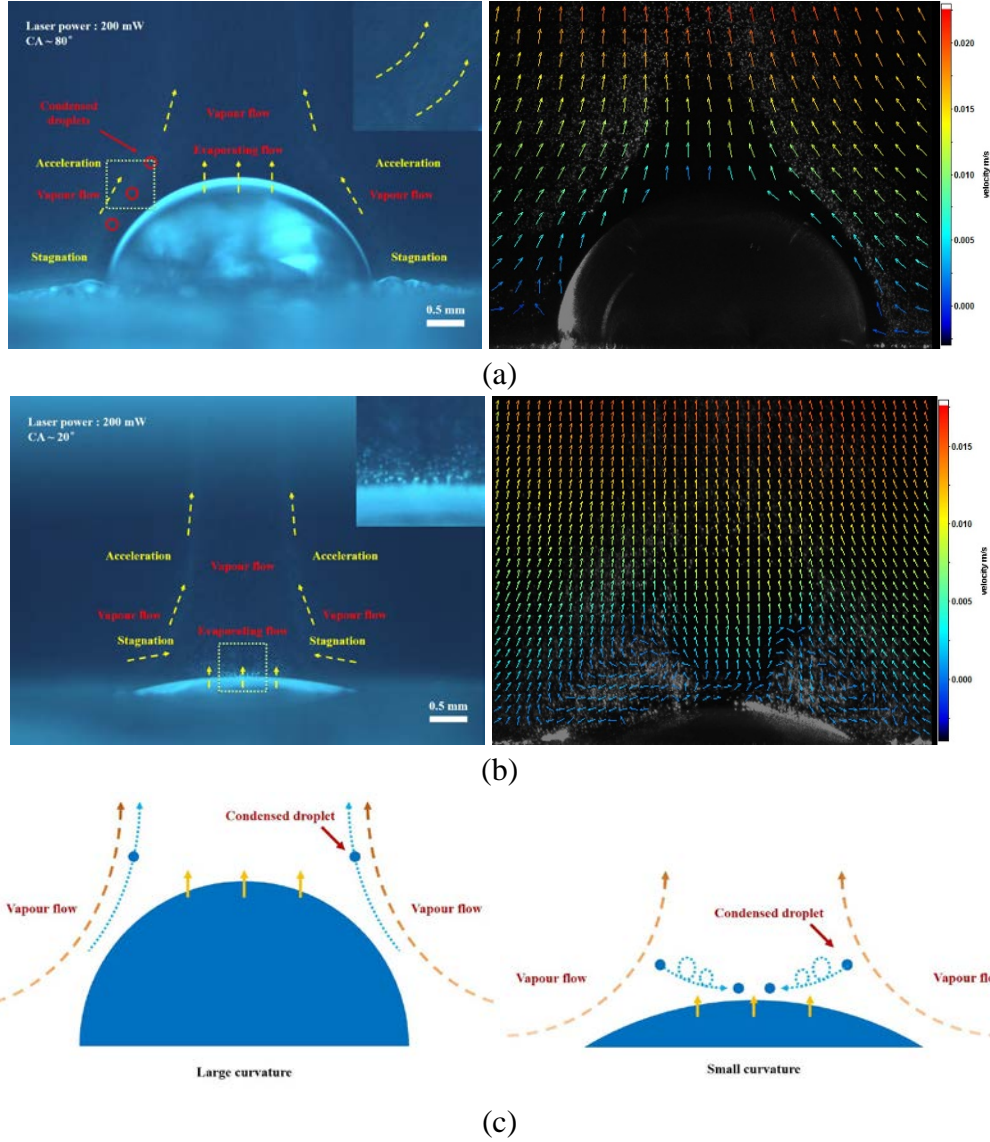 Laser power : 200 mW
CA ~ 80°
Condensed
droplets
Vapour flow
Evaporating flow
Acceleration
Acceleration
Vapour flow
Vapour flow
Stagnation
Stagnation
0.5 mm
0.020
0.015
0.010
0.005
0.000
velocity m/s
(a)
Laser power : 200 mW
CA ~ 20°
Acceleration
Acceleration
Vapour flow
Vapour flow
Vapour flow
Stagnation
Evaporating flow
Stagnation
0.5 mm
0.015
0.010
0.005
0.000
velocity m/s
(b)
Condensed droplet
Vapour flow
Vapour flow
Large curvature
Condensed droplet
Vapour flow
Vapour flo
Small curvature
(c)